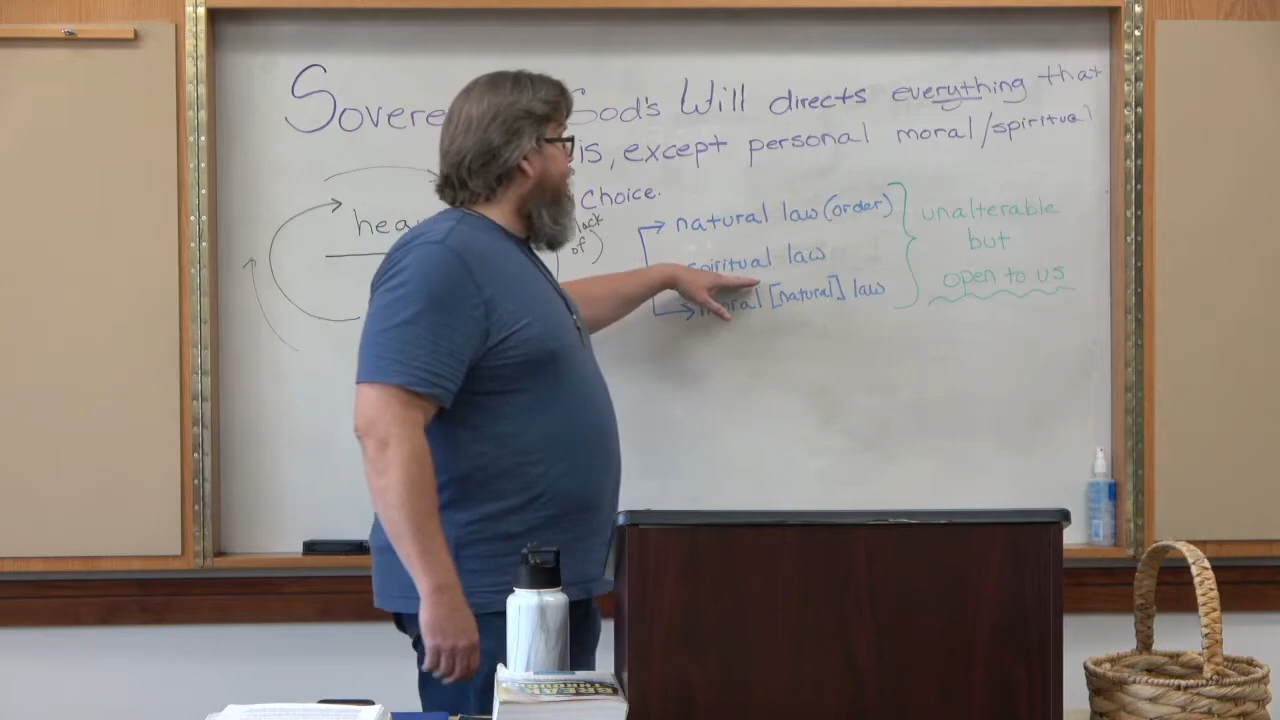 Sovere God's Will directs everything that
is, except personal moral/spiritual
choice.
hea
lack
of)
natural law (order)
spiritual law
moral [natural] law
unalterable
but
open to us